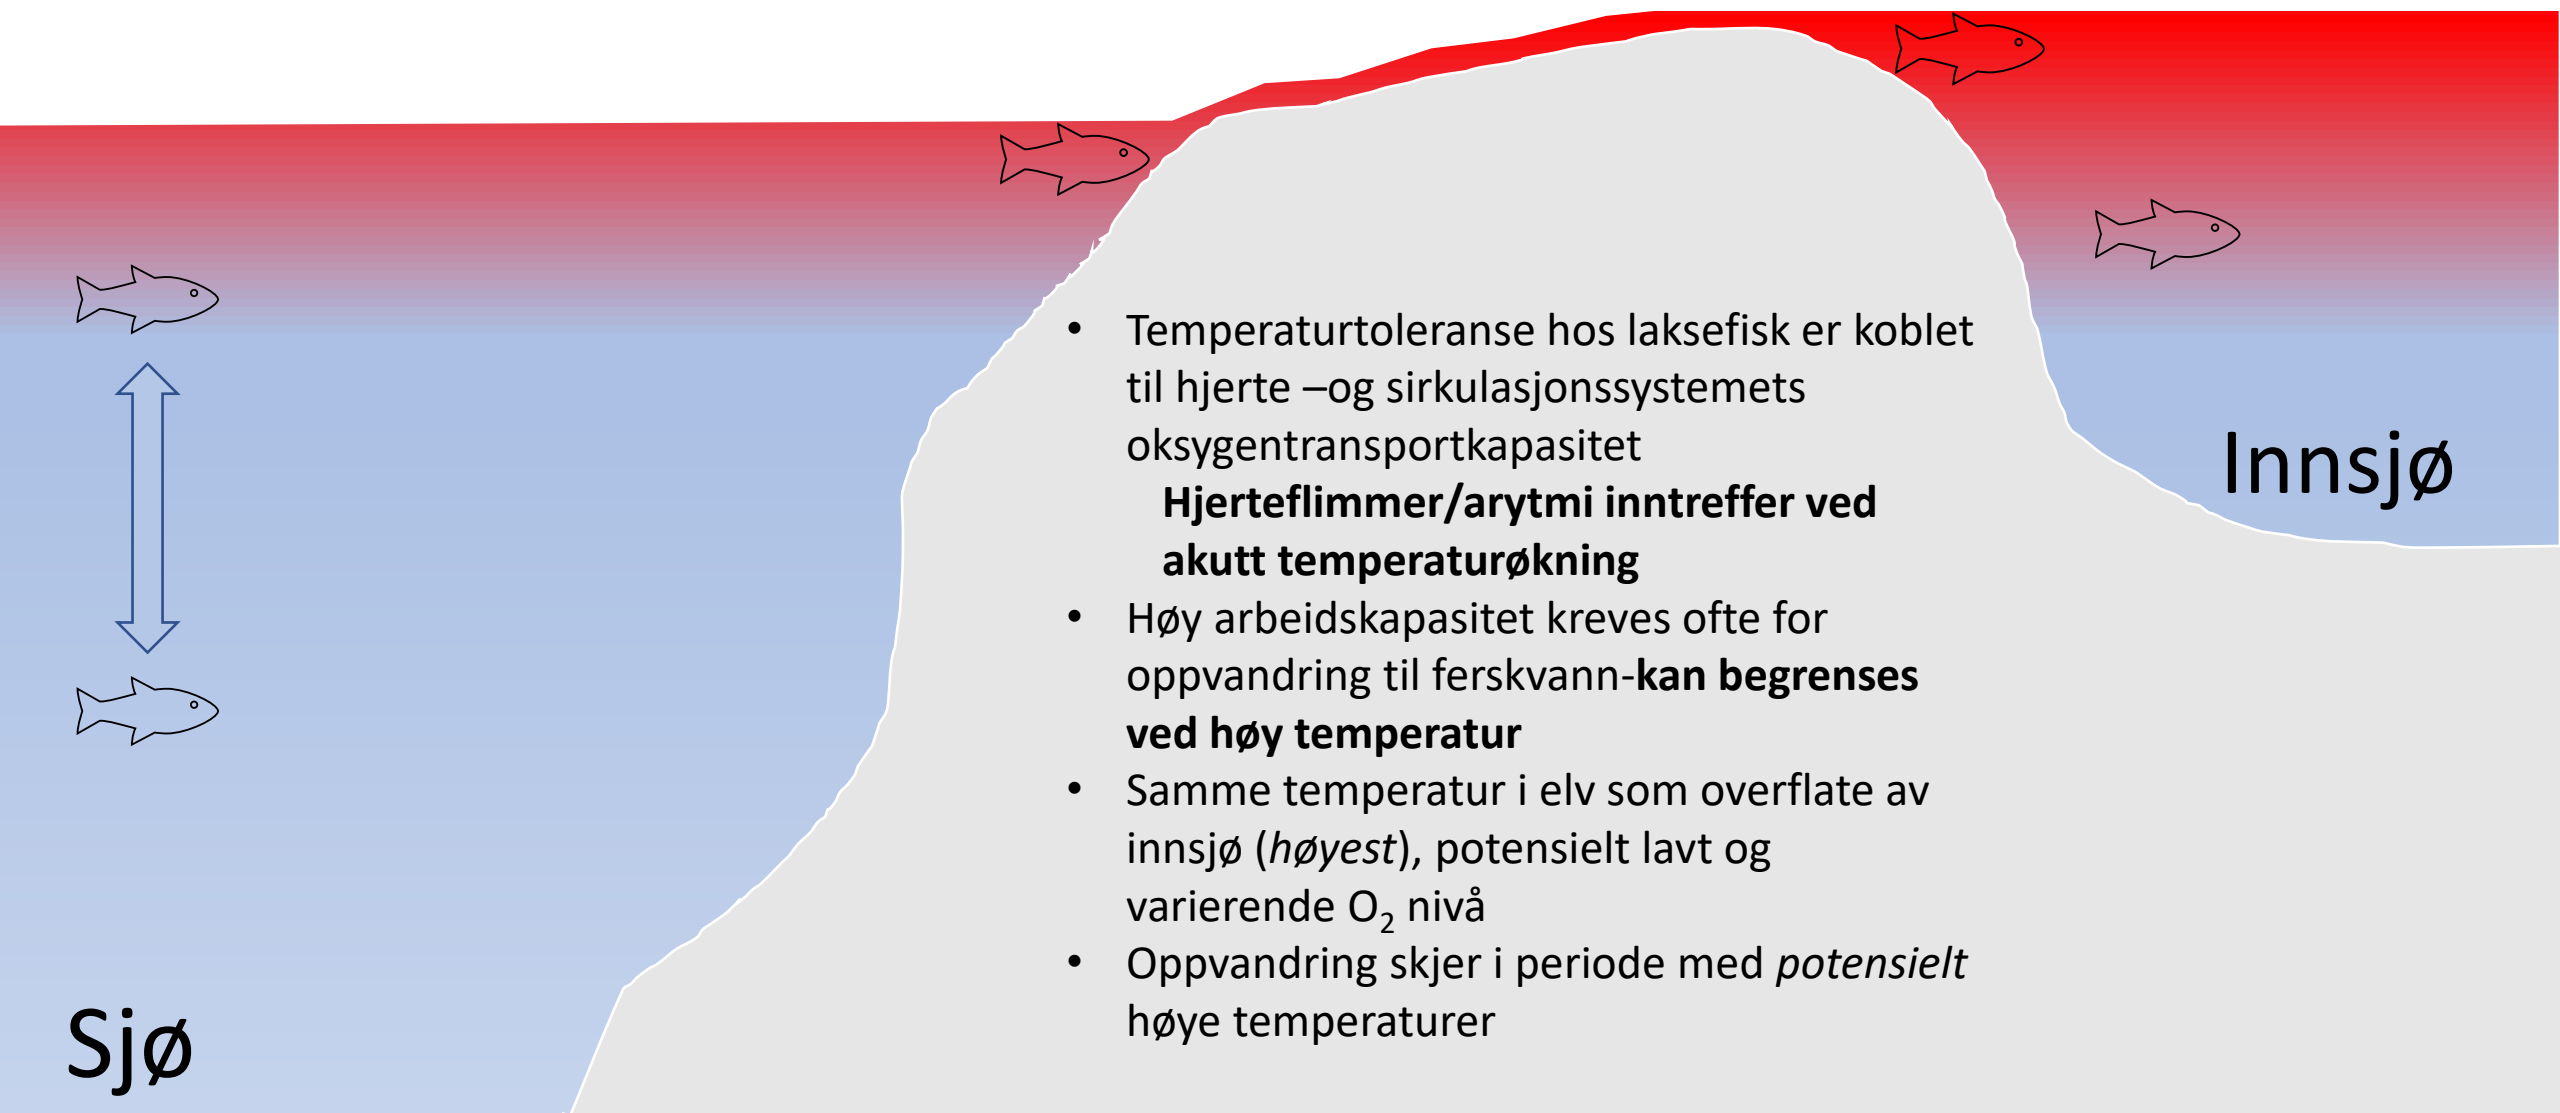 • Temperaturtoleranse hos laksefisk er koblet
til hjerte –og sirkulasjonssystemets
oksygentransportkapasitet
Hjerteflimmer/arytmi inntreffer ved
akutt temperaturøkning
• Høy arbeidskapasitet kreves ofte for
oppvandring til ferskvann-kan begrenses
ved høy temperatur
• Samme temperatur i elv som overflate av
innsjø (høyest), potensielt lavt og
varierende O₂ nivå
• Oppvandring skjer i periode med potensielt
høye temperaturer
Innsjø
Sjø